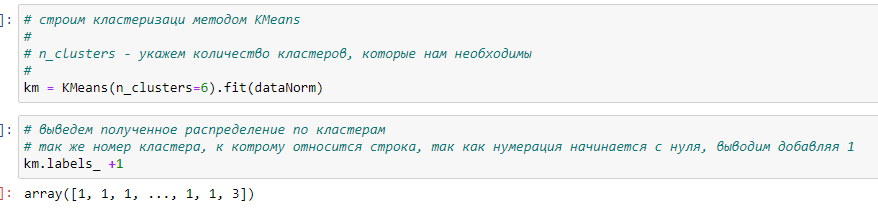 ]:
# строим кластеризаци методом KMeans
#
# n_clusters - укажем количество кластеров, которые нам необходимы
#
km = KMeans(n_clusters=6).fit(dataNorm)
]:
# выведем полученное распределение по кластерам
# так же номер кластера, к котрому относится строка, так как нумерация начинается с нуля, выводим добавляя 1
km.labels_ +1
]: array([1, 1, 1, ..., 1, 1, 3])